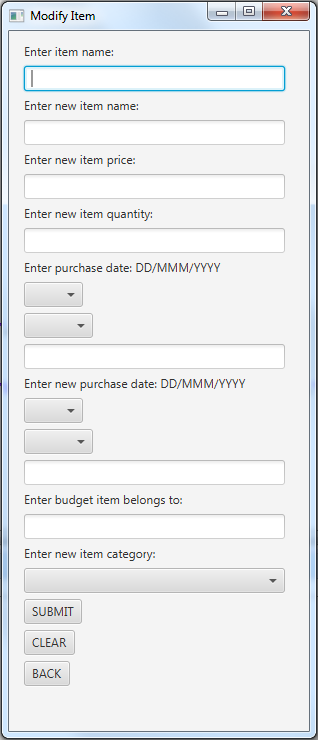 Modify Item
Enter item name:
Enter new item name:
Enter new item price:
Enter new item quantity:
Enter purchase date: DD/MMM/YYYY
Enter new purchase date: DD/MMM/YYYY
Enter budget item belongs to:
Enter new item category:
SUBMIT
CLEAR
BACK